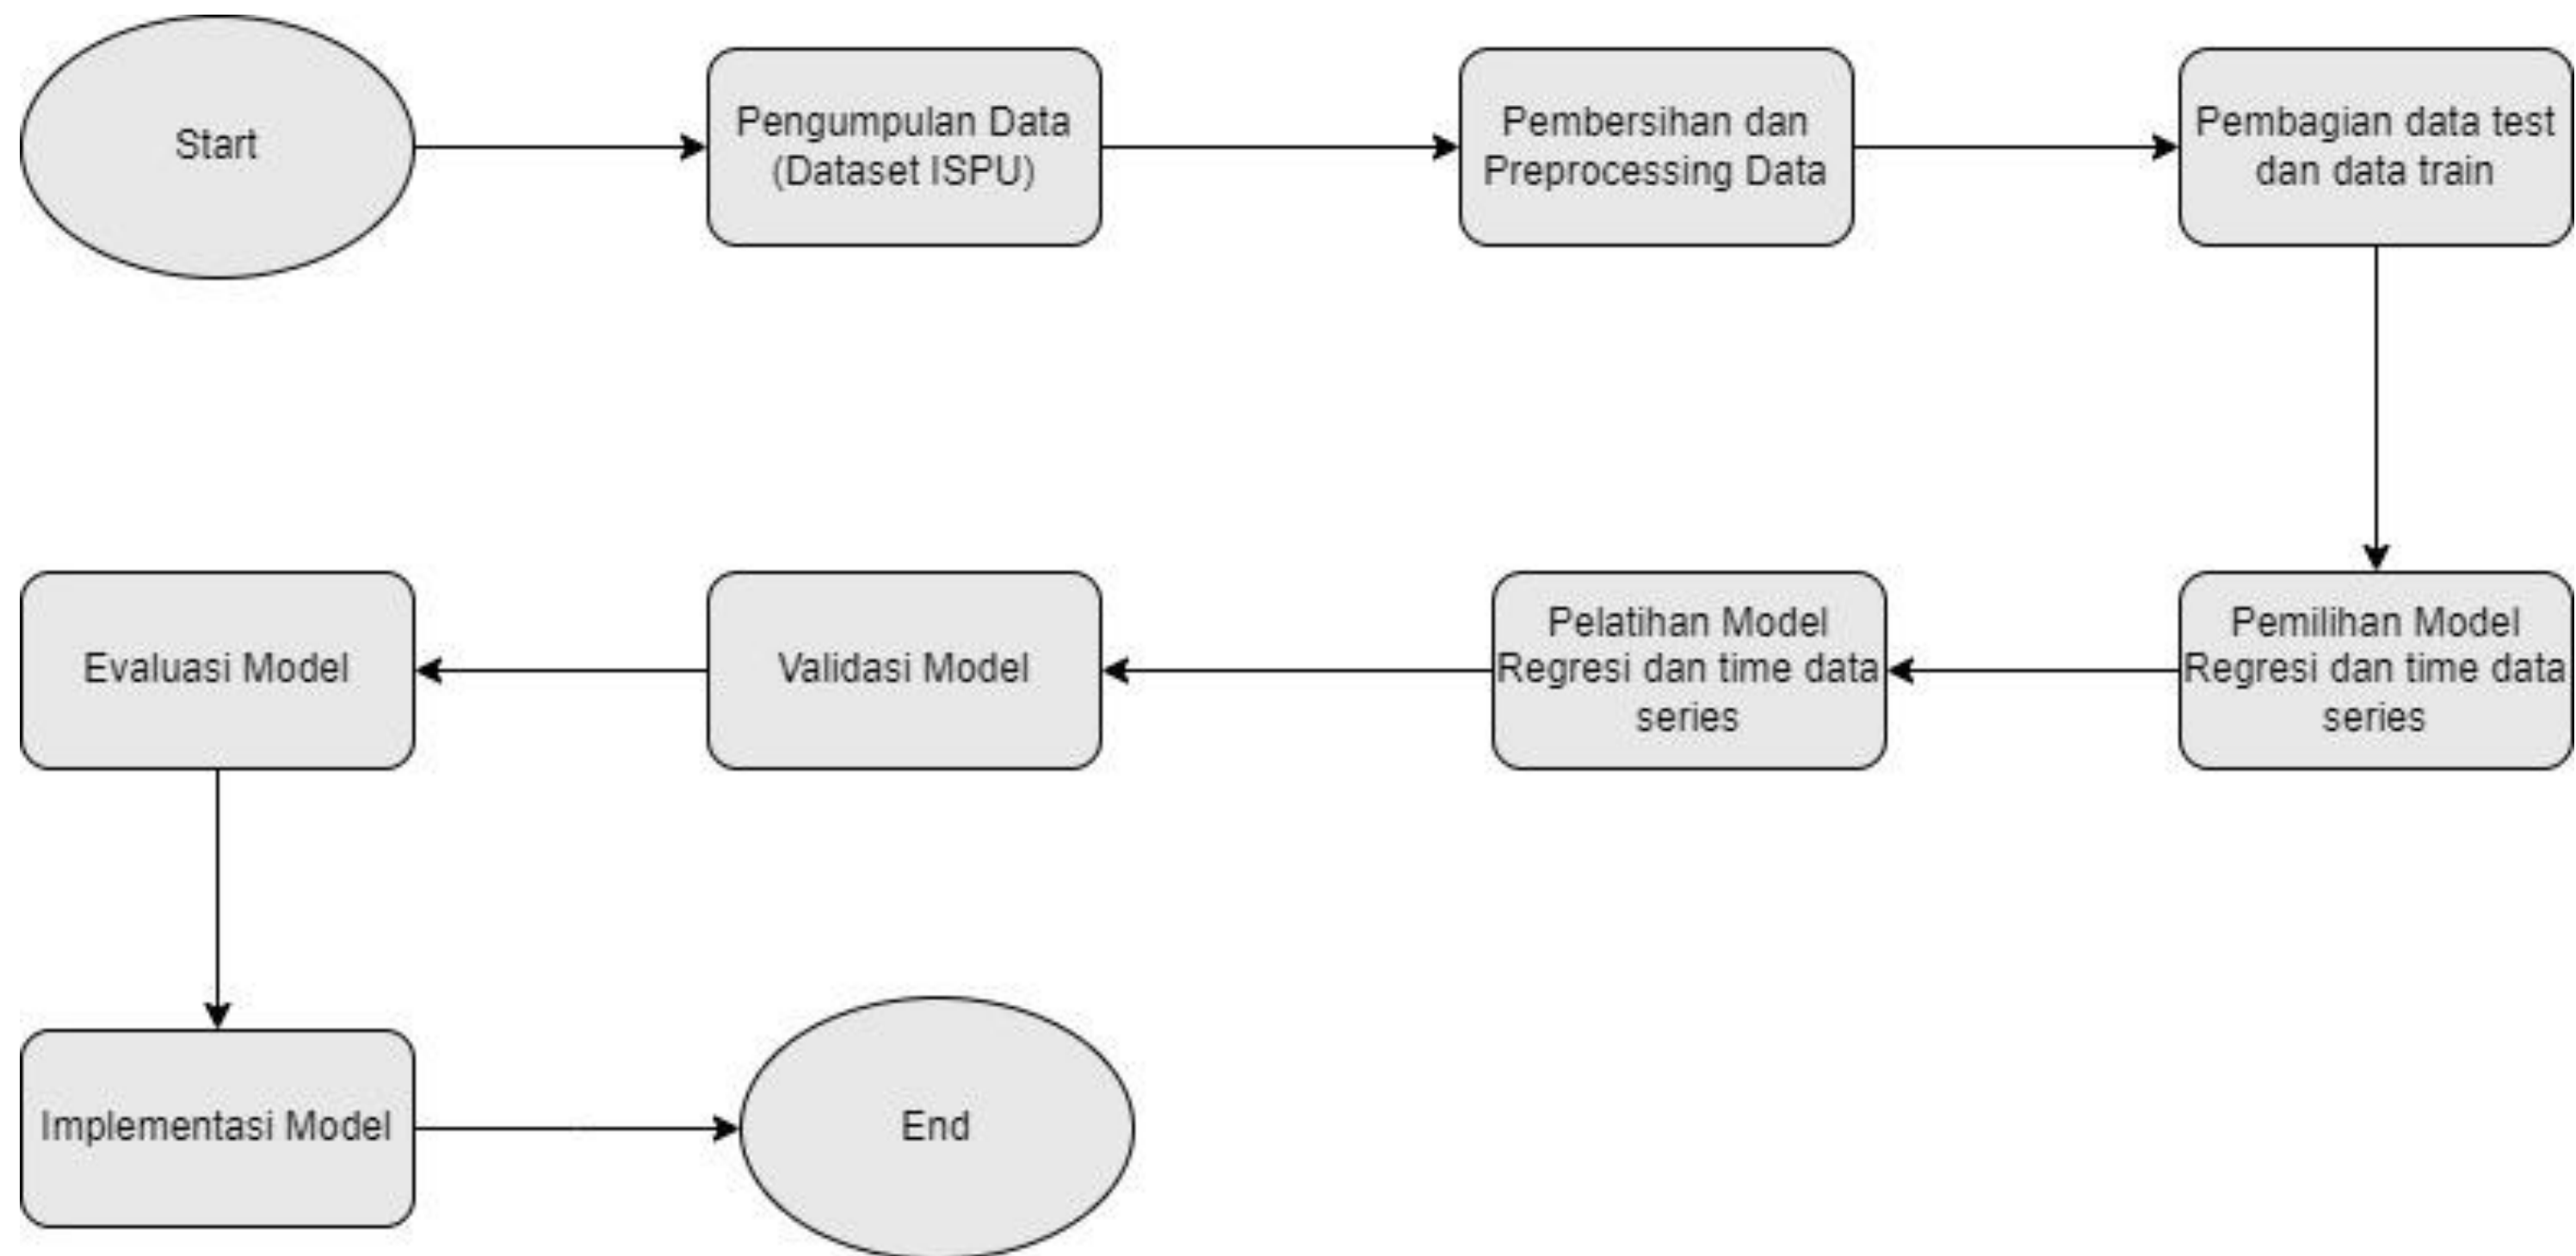 Start
Pengumpulan Data
(Dataset ISPU)
Pembersihan dan
Preprocessing Data
Pembagian data test
dan data train
Pemilihan Model
Regresi dan time data
series
Pelatihan Model
Regresi dan time data
series
Validasi Model
Evaluasi Model
Implementasi Model
End